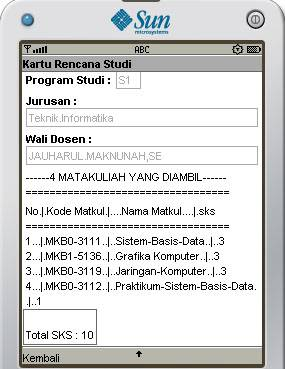 Sun
microsystems
ABC
Kartu Rencana Studi
Program Studi : S1
Jurusan :
Teknik.Informatika
Wali Dosen :
JAUHARUL.MAKNUNAH,SE
------4 MATAKULIAH YANG DIAMBIL------
==================================
No.|.Kode Matkul.|....Nama Matkul....|.sks
1...|.MKB0-3111..|..Sistem-Basis-Data..|..3
2...|.MKB1-5136..|..Grafika Komputer..|..3
3...|.MKB0-3119..|..Jaringan-Komputer..|..3
4...|.MKB0-3112..|..Praktikum-Sistem-Basis-Data.
.|..1
Total SKS : 10
Kembali